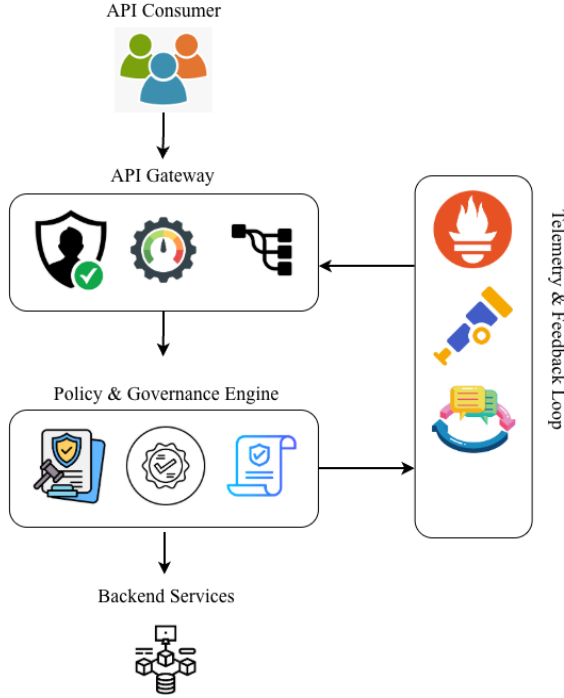 API Consumer
API Gateway
Telemetry & Feedback Loop
Policy & Governance Engine
Backend Services